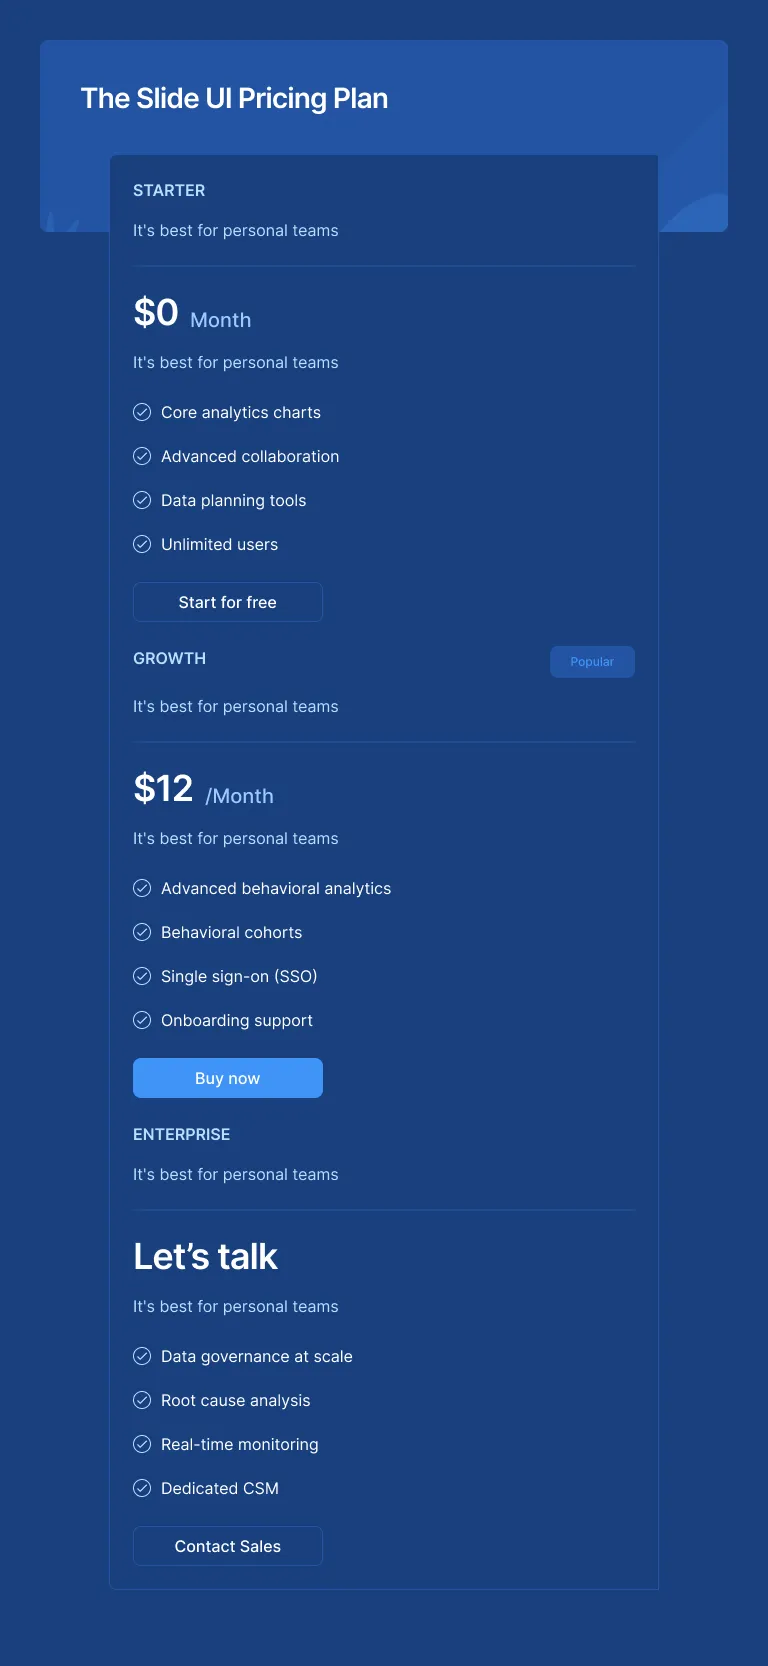 The Slide UI Pricing Plan
STARTER
It's best for personal teams
$0 Month
It's best for personal teams
Core analytics charts
Advanced collaboration
Data planning tools
Unlimited users
Start for free
GROWTH
Popular
It's best for personal teams
$12 /Month
It's best for personal teams
Advanced behavioral analytics
Behavioral cohorts
Single sign-on (SSO)
Onboarding support
Buy now
ENTERPRISE
It's best for personal teams
Let’s talk
It's best for personal teams
Data governance at scale
Root cause analysis
Real-time monitoring
Dedicated CSM
Contact Sales